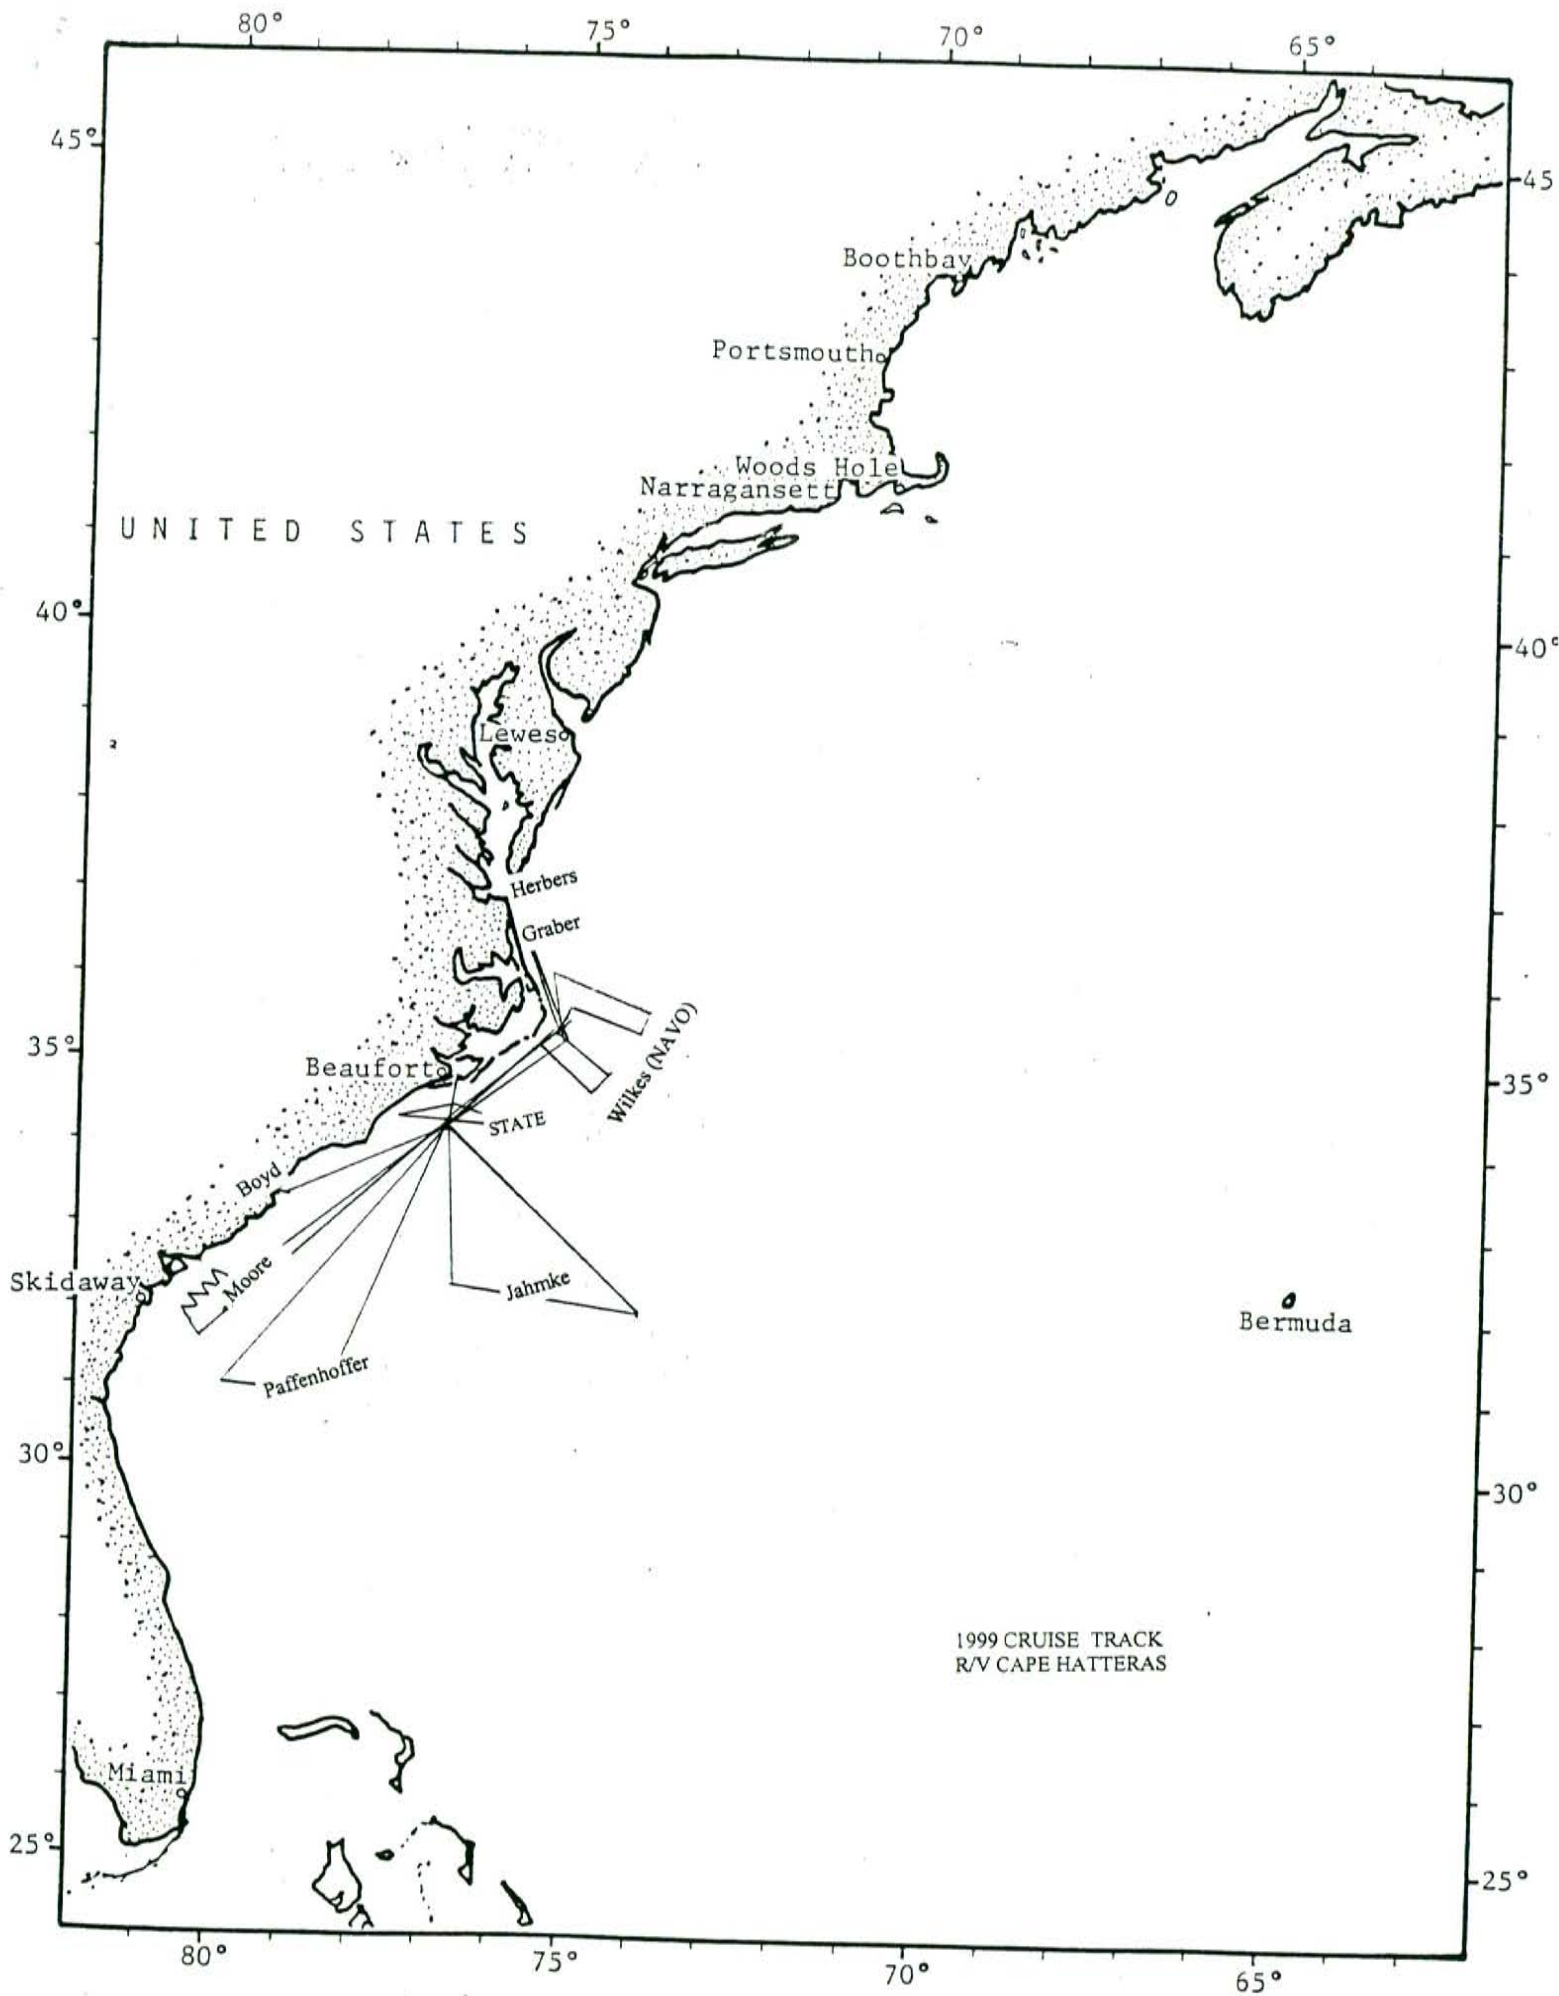 80°
75°
70°
65°
45°
45
Boothbay
Portsmouth
Woods Hole
Narragansett
UNITED STATES
40°
40°
Lewes
Herbers
Graber
Wilkes (NAVO)
35°
35°
Beaufort
STATE
Boyd
Moore
Skidaway
Jahmke
Bermuda
Paffenhoffer
30°
30°
1999 CRUISE TRACK
R/V CAPE HATTERAS
Miami
25°
25°
80°
75°
70°
65°